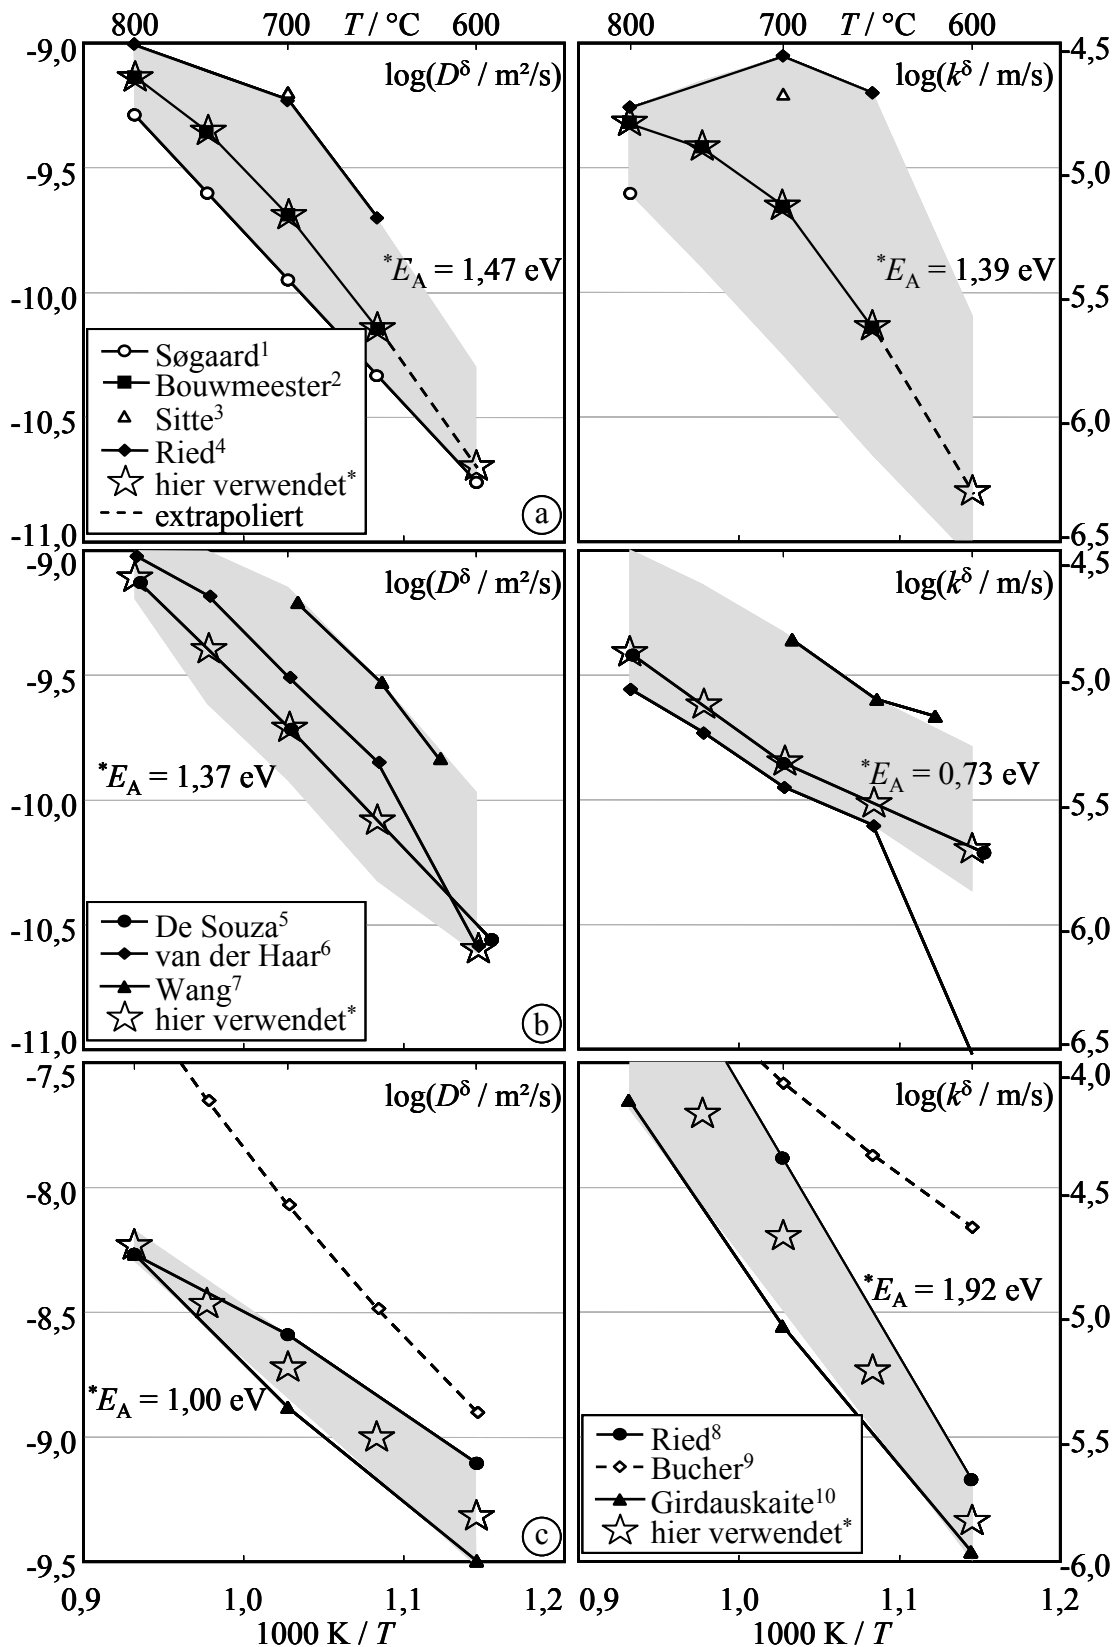 800 700 T / °C 600
800 700 T / °C 600
-9,0
-9,5
-10,0
-10,5
-11,0
log(Dᵟ / m²/s)
*E_A = 1,47 eV
Søgaard¹
Bouwmeester²
Sitte³
Ried⁴
hier verwendet*
extrapoliert
a
log(kᵟ / m/s)
*E_A = 1,39 eV
-4,5
-5,0
-5,5
-6,0
-6,5
-9,0
-9,5
-10,0
-10,5
-11,0
log(Dᵟ / m²/s)
*E_A = 1,37 eV
De Souza⁵
van der Haar⁶
Wang⁷
hier verwendet*
b
log(kᵟ / m/s)
*E_A = 0,73 eV
-4,5
-5,0
-5,5
-6,0
-6,5
-7,5
-8,0
-8,5
-9,0
-9,5
log(Dᵟ / m²/s)
*E_A = 1,00 eV
c
log(kᵟ / m/s)
*E_A = 1,92 eV
Ried⁸
Bucher⁹
Girdauskaite¹⁰
hier verwendet*
-4,0
-4,5
-5,0
-5,5
-6,0
0,9 1,0 1,1 1,2
1000 K / T
0,9 1,0 1,1 1,2
1000 K / T